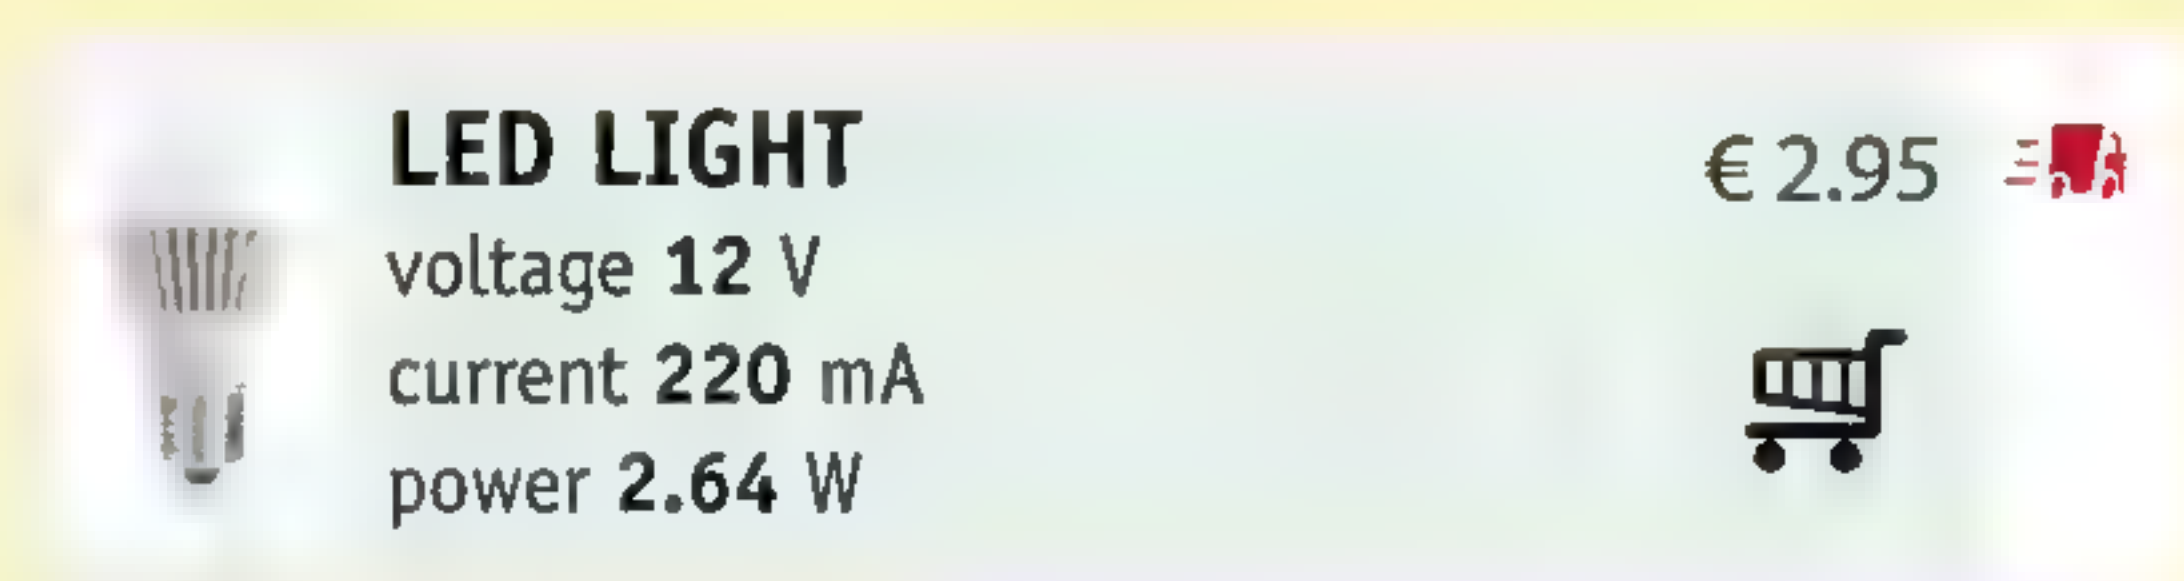 LED LIGHT
€ 2.95
voltage 12 V
current 220 mA
power 2.64 W